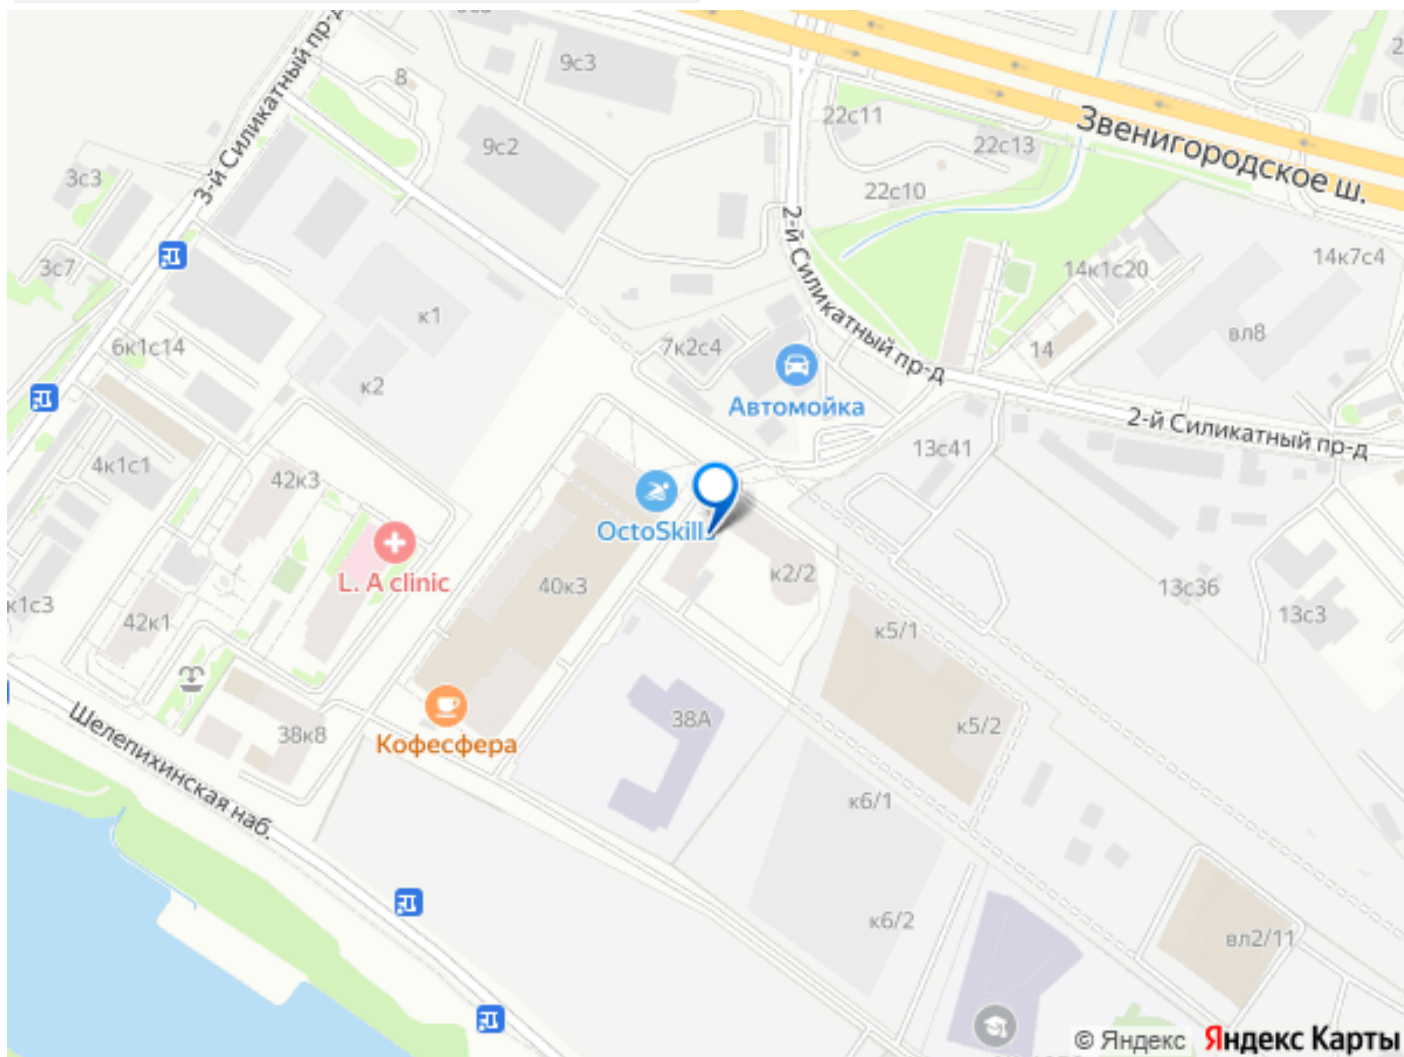 3-й Силикатный пр-д
8
9с3
9с2
22с11
22с13
22с10
Звенигородское ш.
3с3
3с7
2-й Силикатный пр-д
14к7с4
14к1с20
вл8
14
к1
к2
6к1с14
7к2с4
Автомойка
2-й Силикатный пр-д
13с41
4к1с1
42к3
OctoSkills
L. A clinic
40к3
к2/2
13с36
13с3
к1с3
42к1
к5/1
к5/2
38А
38к8
Кофесфера
Шелепихинская наб.
к6/1
к6/2
вл2/11
© Яндекс Яндекс Карты